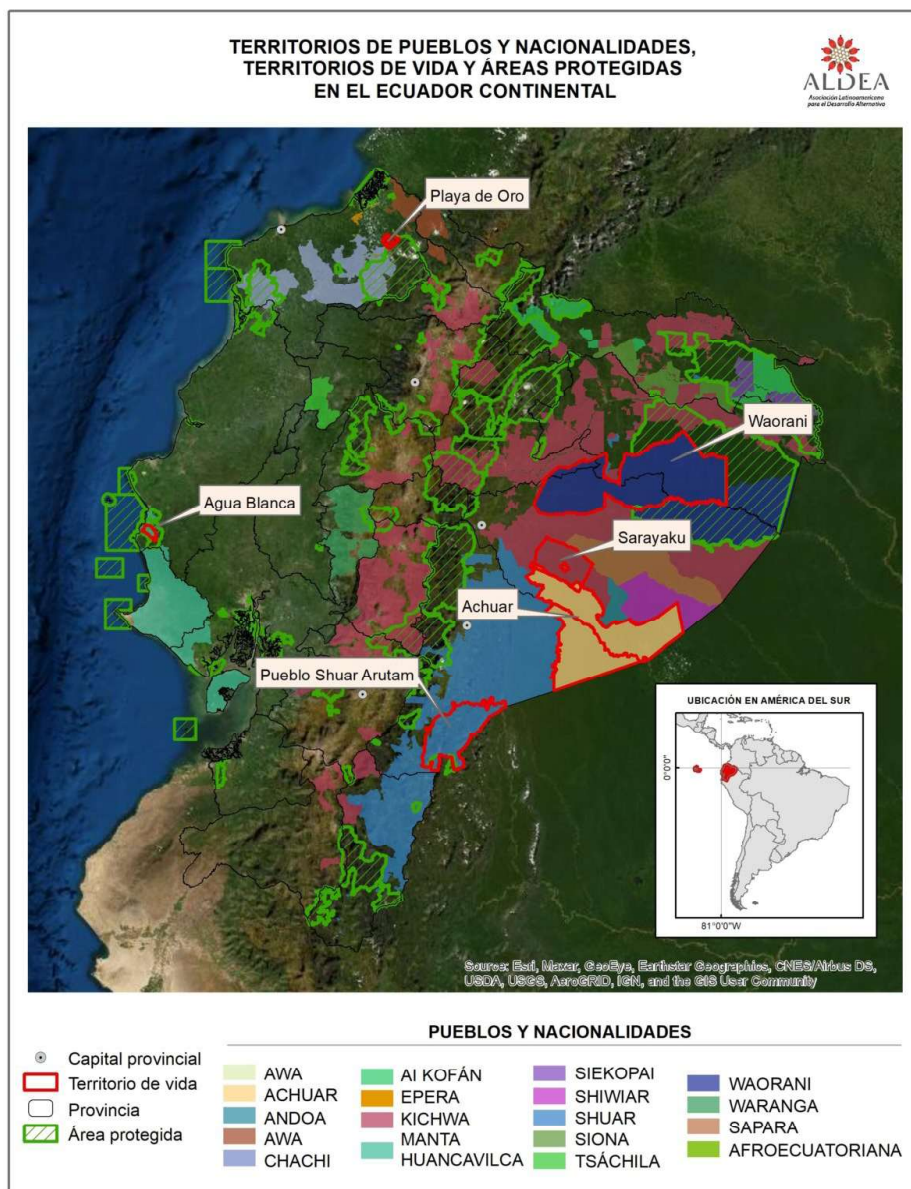 TERRITORIOS DE PUEBLOS Y NACIONALIDADES,
TERRITORIOS DE VIDA Y ÁREAS PROTEGIDAS
EN EL ECUADOR CONTINENTAL
ALDEA
Asociación Latinoamericana
para el Desarrollo Alternativo
Playa de Oro
Waorani
Agua Blanca
Sarayaku
Achuar
Pueblo Shuar Arutam
UBICACIÓN EN AMÉRICA DEL SUR
0°0'0"
81°0'0"W
Source: Esri, Maxar, GeoEye, Earthstar Geographics, CNES/Airbus DS,
USDA, USGS, AeroGRID, IGN, and the GIS User Community
PUEBLOS Y NACIONALIDADES
Capital provincial
Territorio de vida
Provincia
Área protegida
AWA
ACHUAR
ANDOA
AWA
CHACHI
AI KOFÁN
EPERA
KICHWA
MANTA
HUANCAVILCA
SIEKOPAI
SHIWIAR
SHUAR
SIONA
TSÁCHILA
WAORANI
WARANGA
SAPARA
AFROECUATORIANA